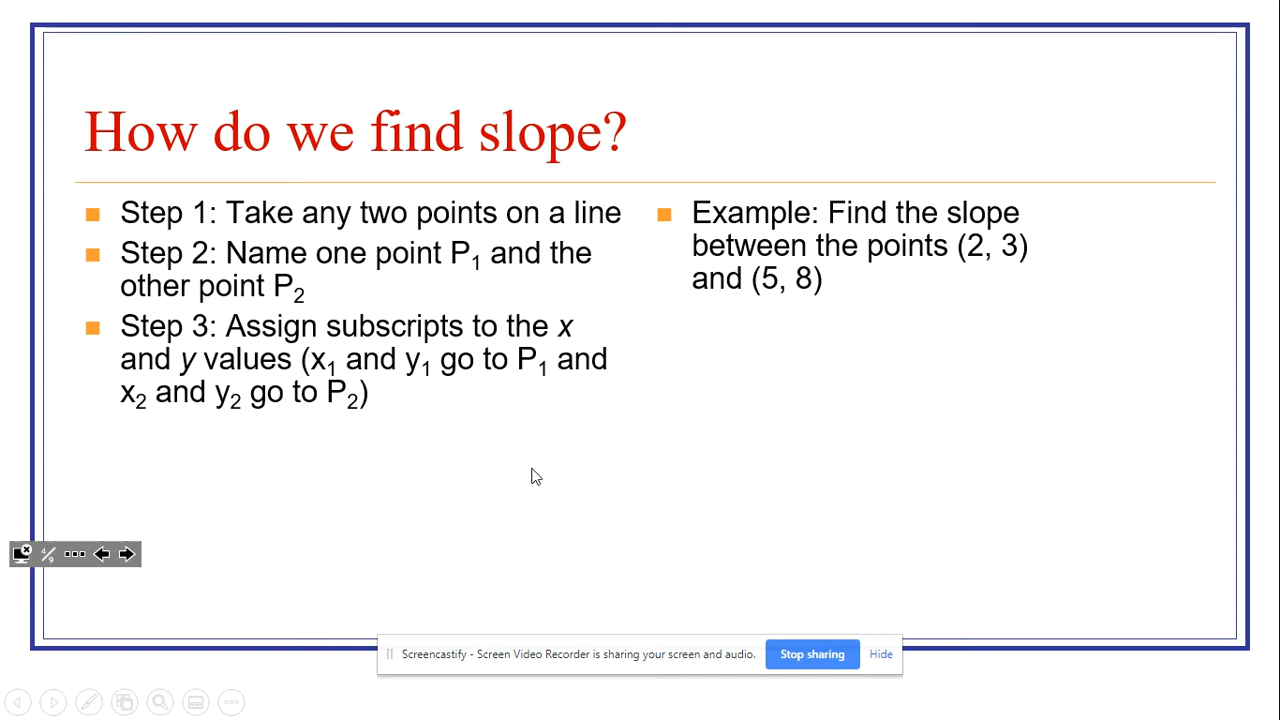 How do we find slope?
Step 1: Take any two points on a line
Step 2: Name one point P₁ and the
other point P₂
Step 3: Assign subscripts to the x
and y values (x₁ and y₁ go to P₁ and
x₂ and y₂ go to P₂)
Example: Find the slope
between the points (2, 3)
and (5, 8)
4/9
Screencastify - Screen Video Recorder is sharing your screen and audio.
Stop sharing
Hide